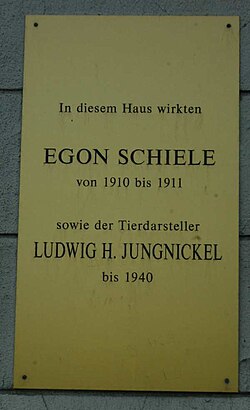 In diesem Haus wirkten
EGON SCHIELE
von 1910 bis 1911
sowie der Tierdarsteller
LUDWIG H. JUNGNICKEL
bis 1940